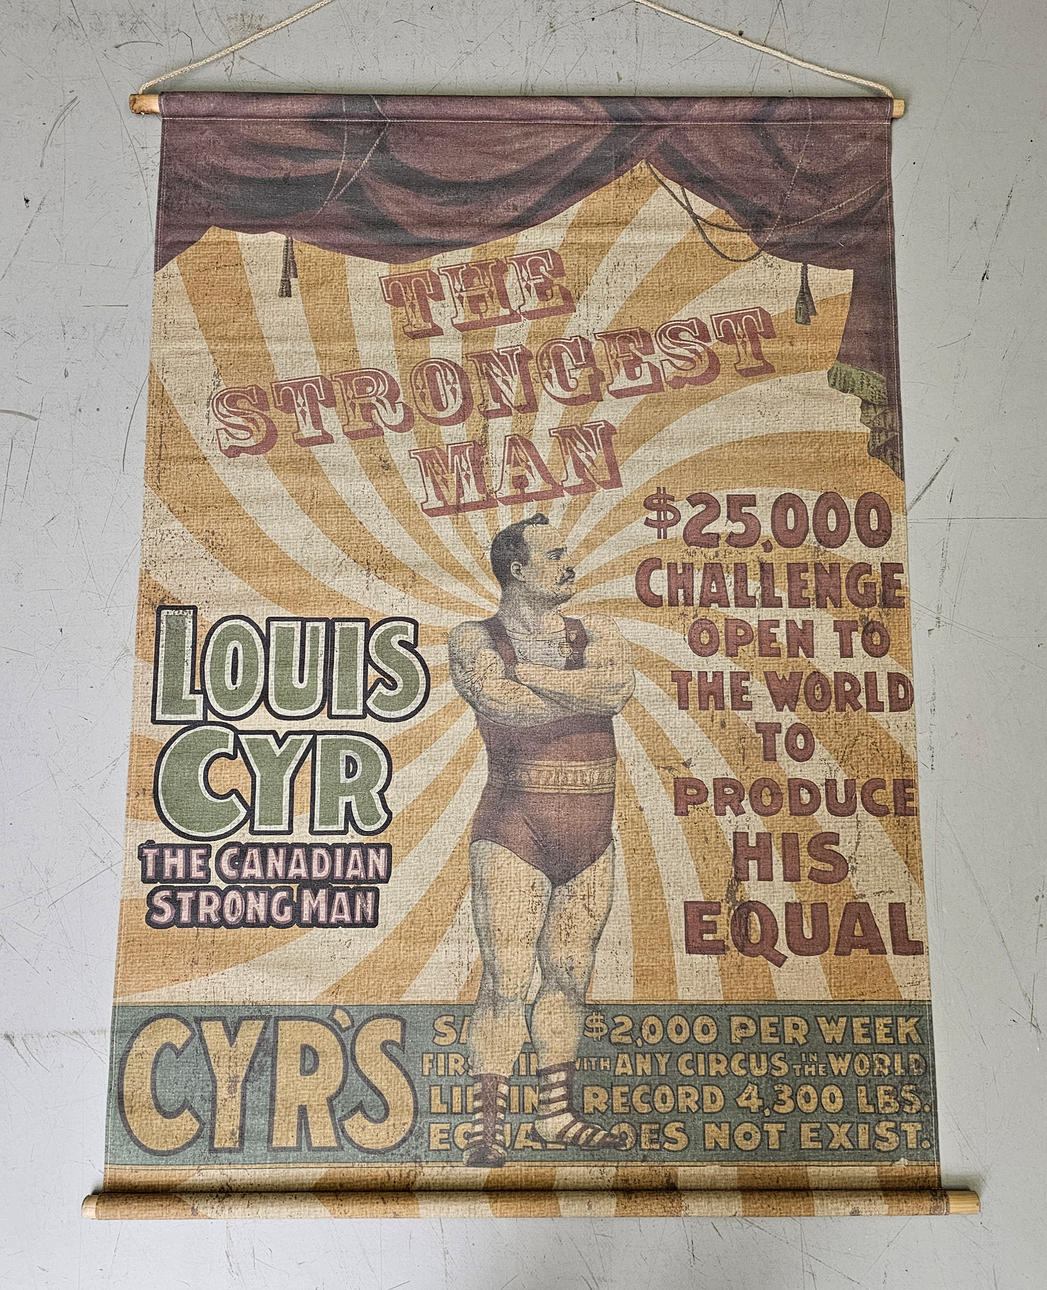 THE
STRONGEST
MAN
$25,000
CHALLENGE
OPEN TO
THE WORLD
TO
PRODUCE
HIS
EQUAL
LOUIS
CYR
THE CANADIAN
STRONG MAN
CYR'S
$2,000 PER WEEK
WITH ANY CIRCUS IN THE WORLD
RECORD 4,300 LBS.
NOT EXIST.